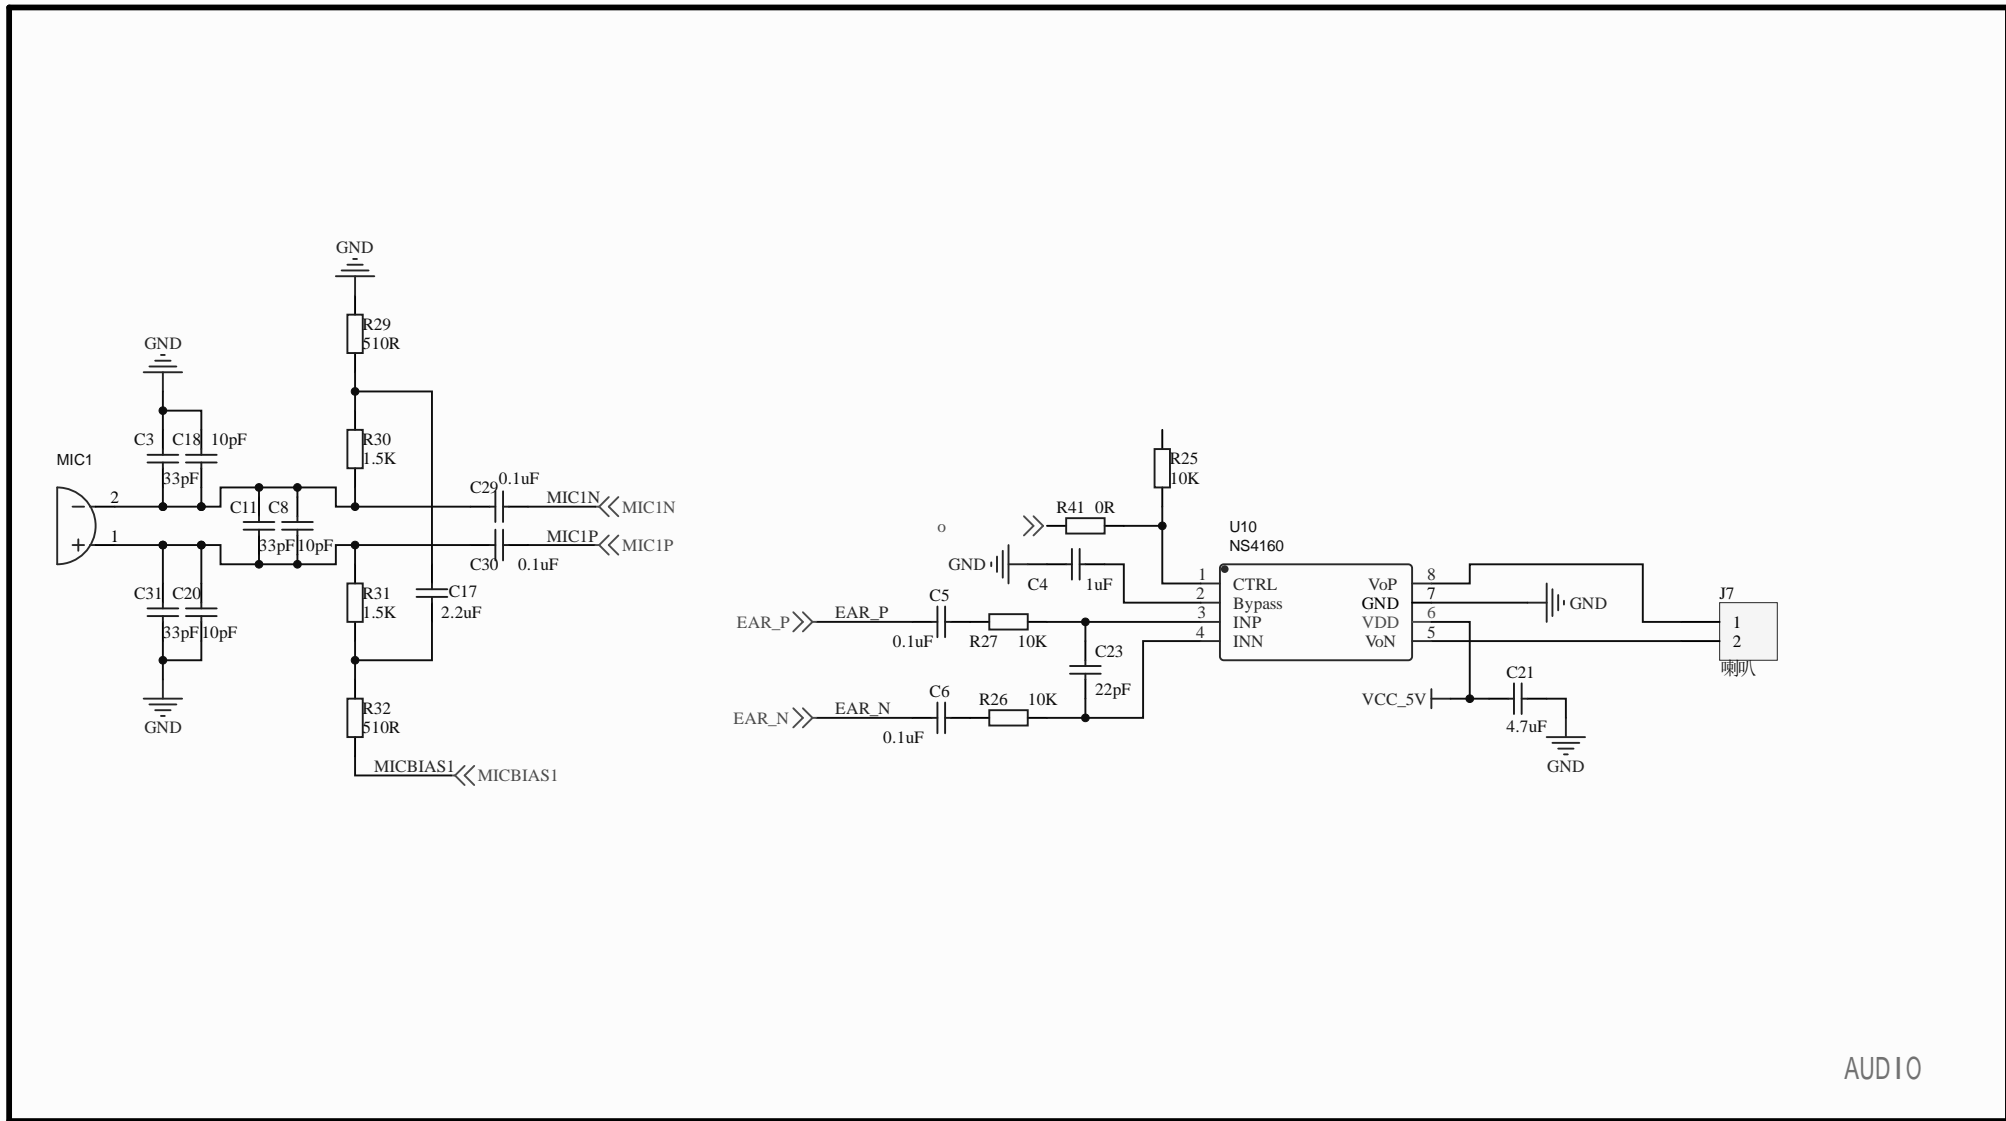 GND
R29
510R
GND
R30
1.5K
C3 C18 10pF
33pF
MIC1
2
1
C11 C8
33pF 10pF
C29 0.1uF
MIC1N MIC1N
MIC1P MIC1P
C30 0.1uF
C31 C20
33pF 10pF
GND
R31
1.5K
C17
2.2uF
R32
510R
MICBIAS1 MICBIAS1
R25
10K
R41 0R
o
GND
C4 1uF
EAR_P EAR_P
C5
0.1uF
R27 10K
C23
22pF
EAR_N EAR_N
C6
0.1uF
R26 10K
U10
NS4160
1 CTRL VoP 8
2 Bypass GND 7
3 INP VDD 6
4 INN VoN 5
GND
J7
1
2
喇叭
VCC_5V
C21
4.7uF
GND
AUDIO